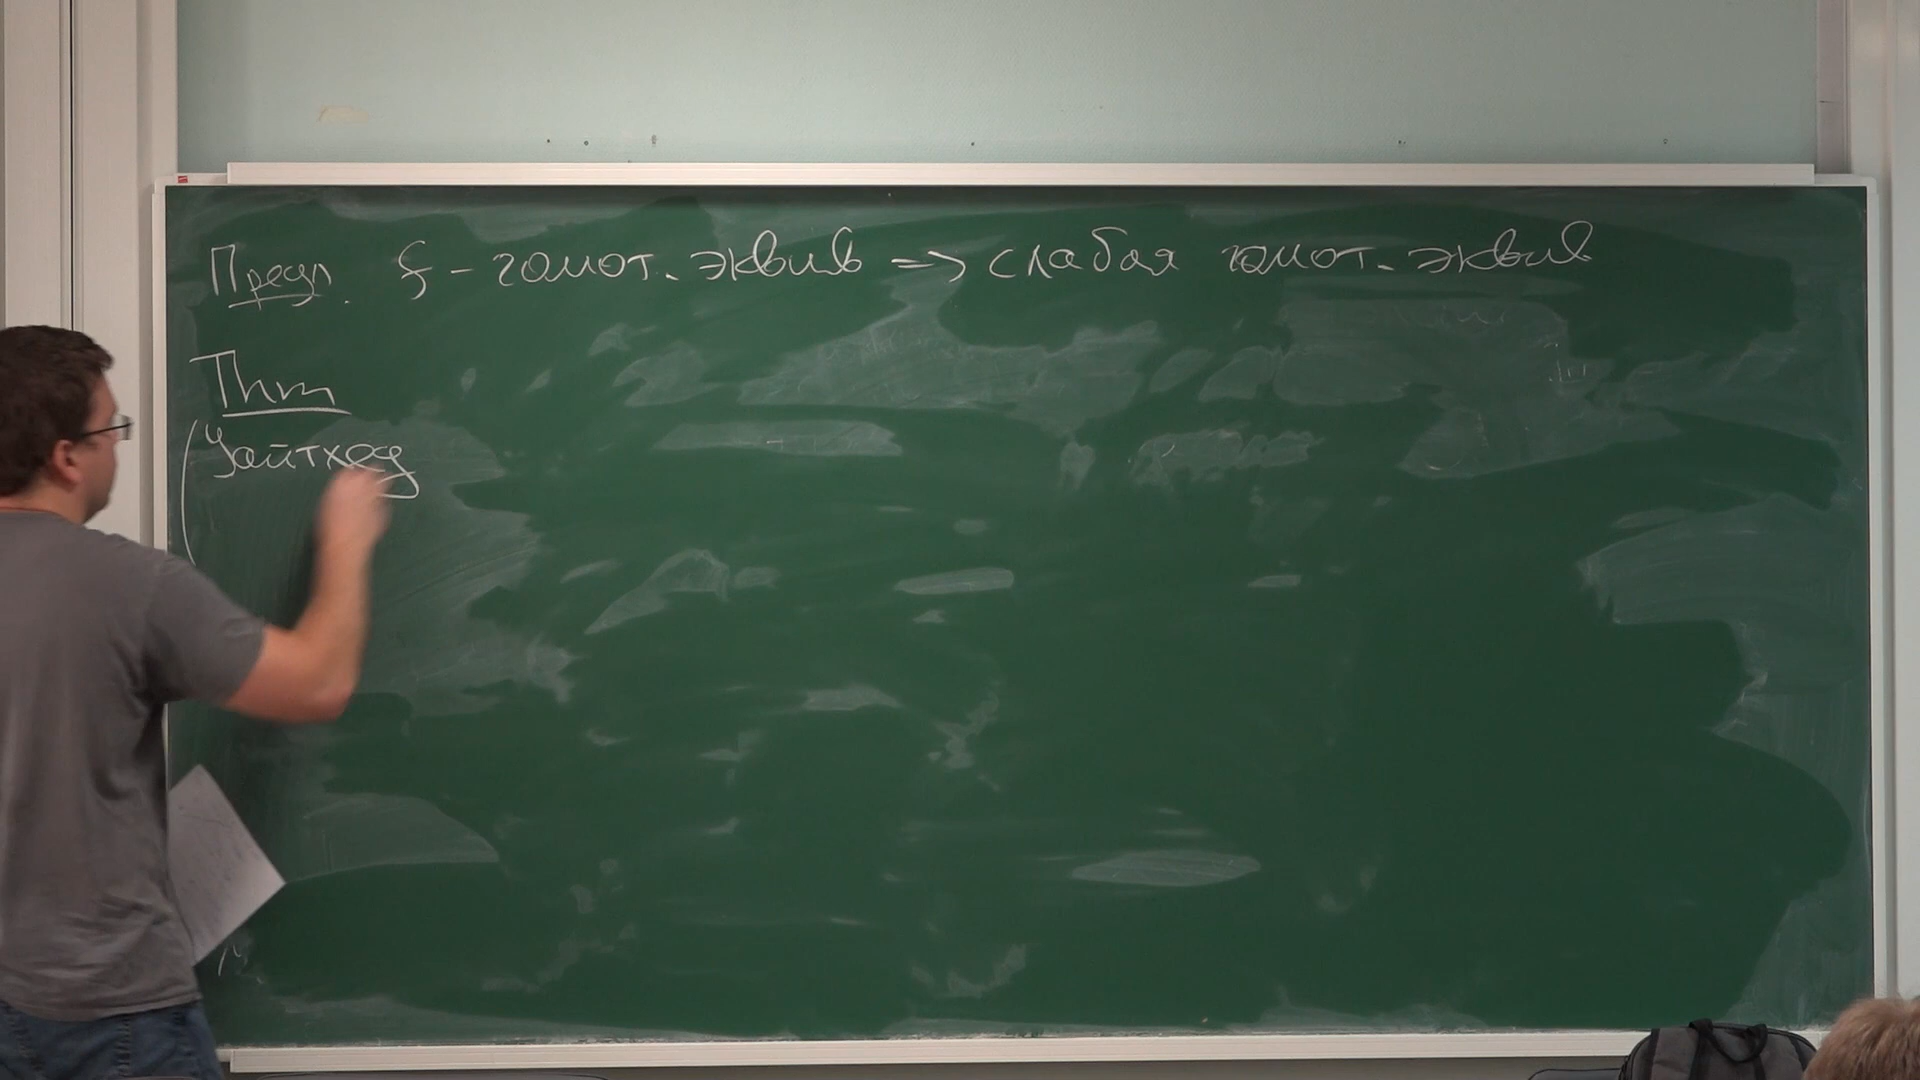 Предл. f - гомот. эквив => слабая гомот. эквив
Thm
(Уайтхед